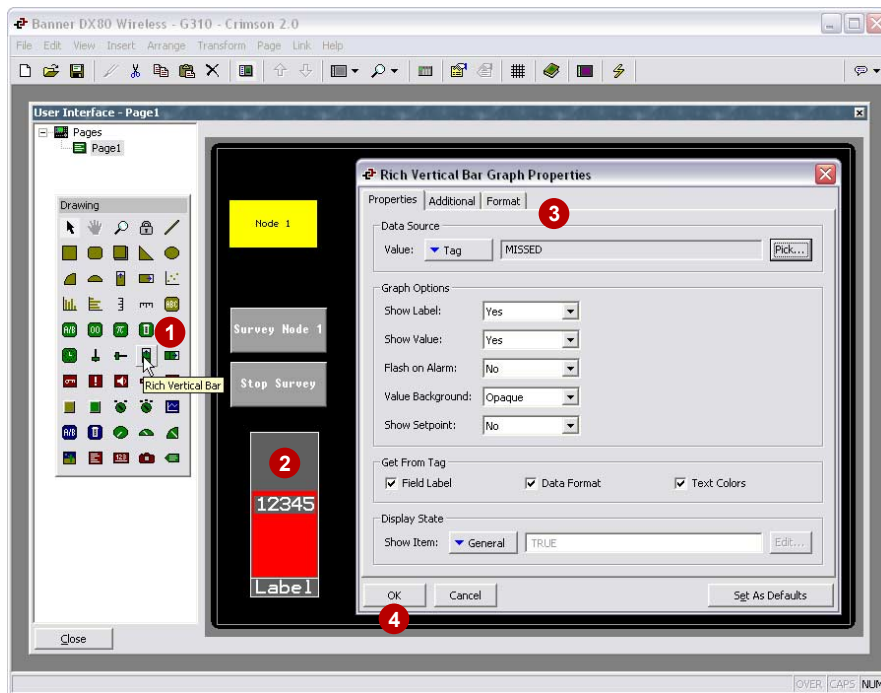 Banner DX80 Wireless - G310 - Crimson 2.0
File Edit View Insert Arrange Transform Page Link Help
User Interface - Page1
Pages
Page1
Drawing
ABC
A/B
1
Rich Vertical Bar
A/B
123
Close
Node 1
Survey Node 1
Stop Survey
2
12345
Label
Rich Vertical Bar Graph Properties
Properties Additional Format
3
Data Source
Value: Tag MISSED Pick...
Graph Options
Show Label: Yes
Show Value: Yes
Flash on Alarm: No
Value Background: Opaque
Show Setpoint: No
Get From Tag
Field Label Data Format Text Colors
Display State
Show Item: General TRUE Edit...
OK Cancel Set As Defaults
4
OVER CAPS NUM